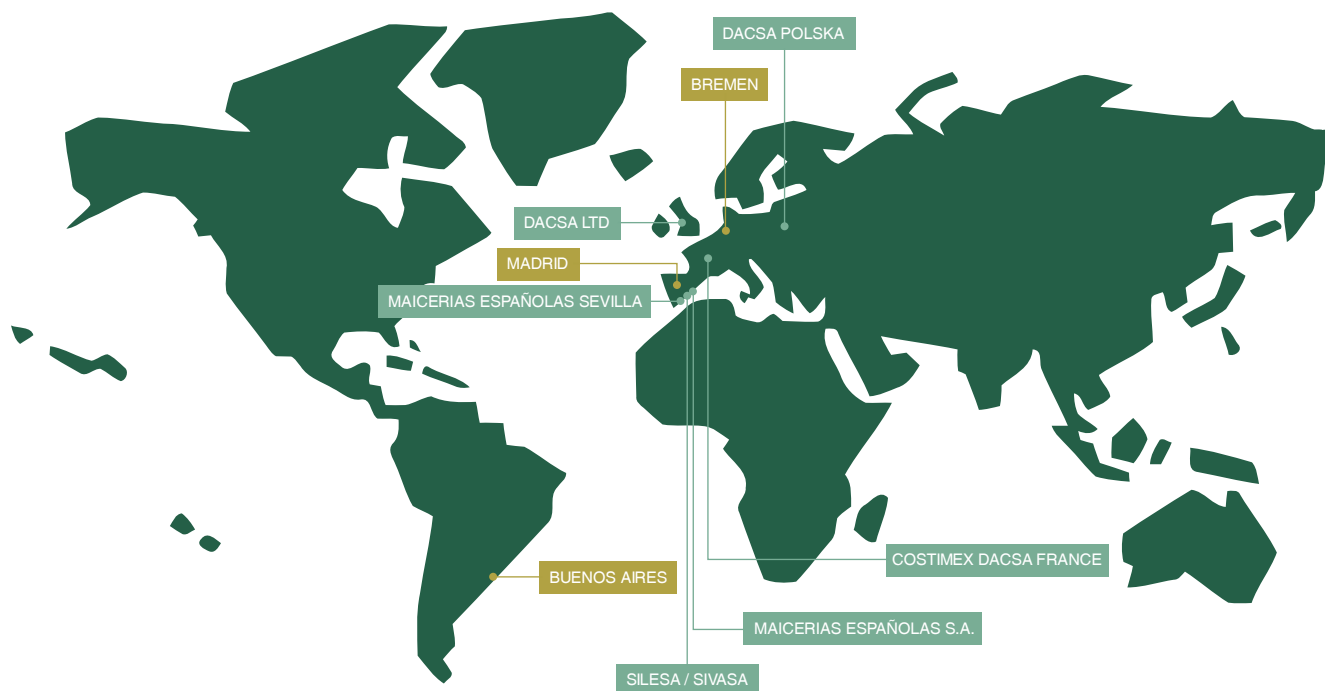 DACSA POLSKA
BREMEN
DACSA LTD
MADRID
MAICERIAS ESPAÑOLAS SEVILLA
COSTIMEX DACSA FRANCE
BUENOS AIRES
MAICERIAS ESPAÑOLAS S.A.
SILESA / SIVASA